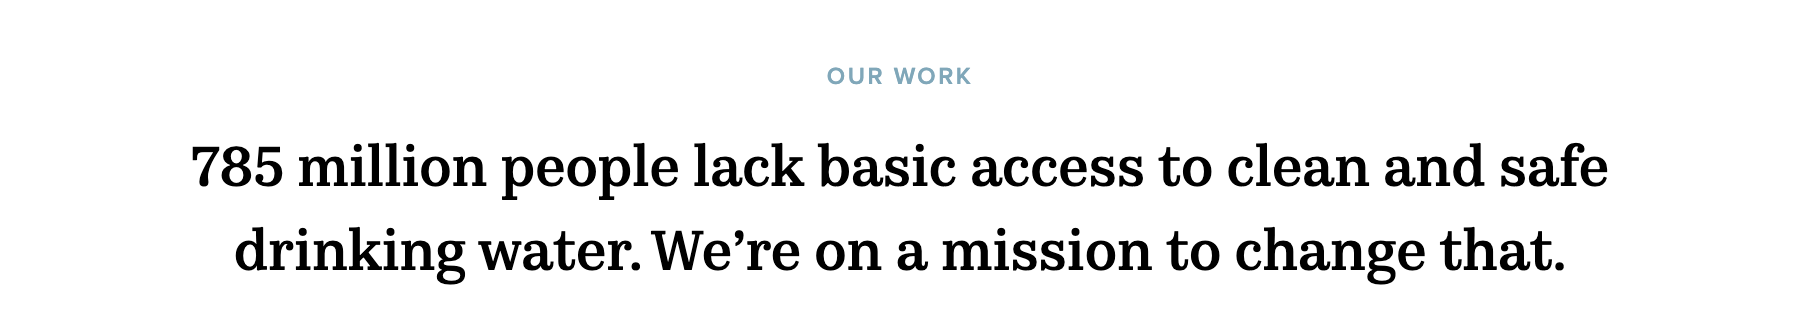 OUR WORK
785 million people lack basic access to clean and safe
drinking water. We’re on a mission to change that.